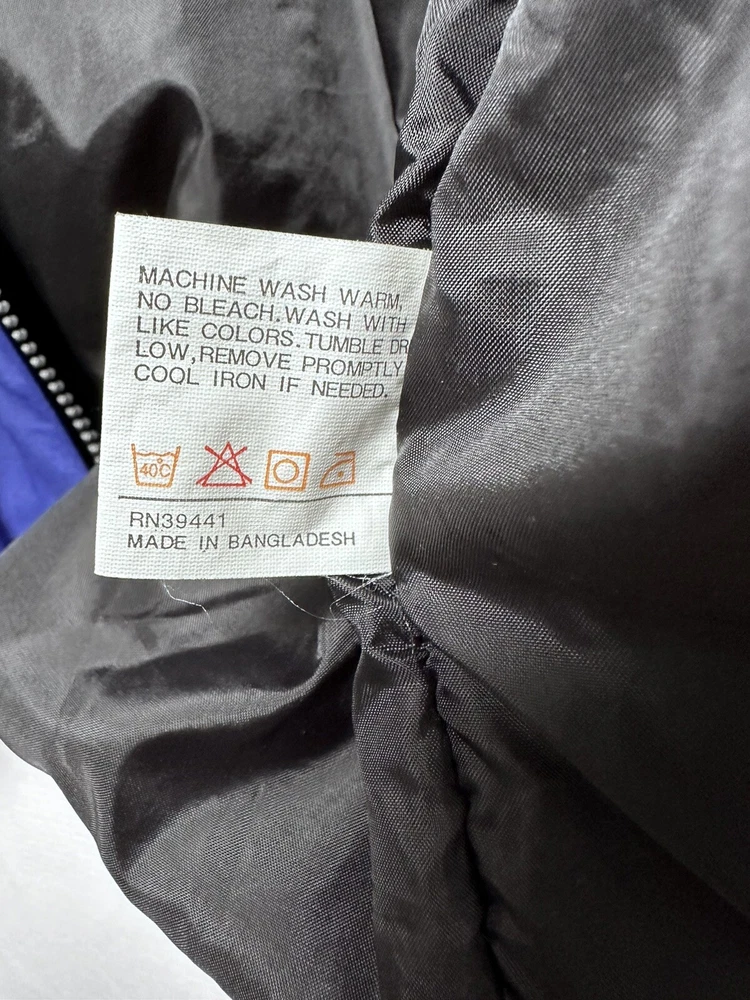 MACHINE WASH WARM,
NO BLEACH.WASH WITH
LIKE COLORS.TUMBLE DR
LOW,REMOVE PROMPTLY
COOL IRON IF NEEDED.
40°C
RN39441
MADE IN BANGLADESH